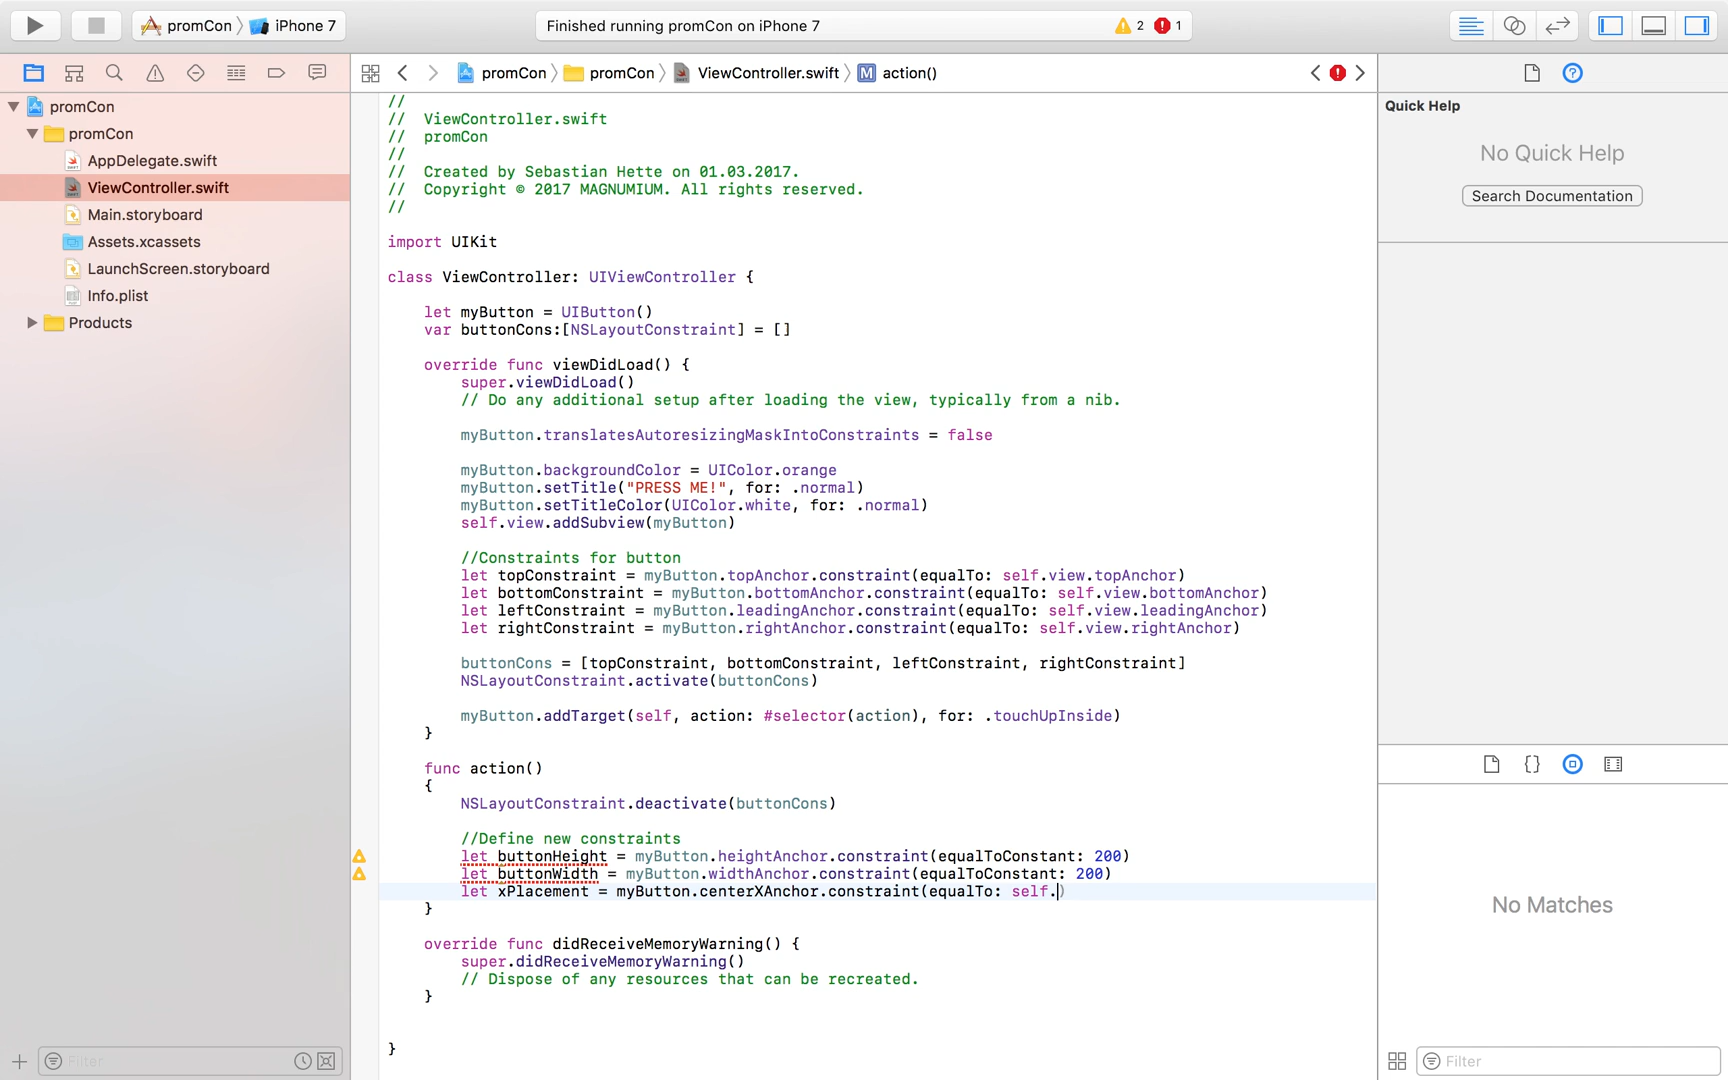 promCon
iPhone 7
Finished running promCon on iPhone 7
2
1
promCon
promCon
ViewController.swift
M
action()
promCon
promCon
AppDelegate.swift
ViewController.swift
Main.storyboard
Assets.xcassets
LaunchScreen.storyboard
Info.plist
Products
Filter
//
//  ViewController.swift
//  promCon
//
//  Created by Sebastian Hette on 01.03.2017.
//  Copyright © 2017 MAGNUMIUM. All rights reserved.
//
import UIKit
class ViewController: UIViewController {
let myButton = UIButton()
var buttonCons:[NSLayoutConstraint] = []
override func viewDidLoad() {
super.viewDidLoad()
// Do any additional setup after loading the view, typically from a nib.
myButton.translatesAutoresizingMaskIntoConstraints = false
myButton.backgroundColor = UIColor.orange
myButton.setTitle("PRESS ME!", for: .normal)
myButton.setTitleColor(UIColor.white, for: .normal)
self.view.addSubview(myButton)
//Constraints for button
let topConstraint = myButton.topAnchor.constraint(equalTo: self.view.topAnchor)
let bottomConstraint = myButton.bottomAnchor.constraint(equalTo: self.view.bottomAnchor)
let leftConstraint = myButton.leadingAnchor.constraint(equalTo: self.view.leadingAnchor)
let rightConstraint = myButton.rightAnchor.constraint(equalTo: self.view.rightAnchor)
buttonCons = [topConstraint, bottomConstraint, leftConstraint, rightConstraint]
NSLayoutConstraint.activate(buttonCons)
myButton.addTarget(self, action: #selector(action), for: .touchUpInside)
}
func action()
{
NSLayoutConstraint.deactivate(buttonCons)
//Define new constraints
let buttonHeight = myButton.heightAnchor.constraint(equalToConstant: 200)
let buttonWidth = myButton.widthAnchor.constraint(equalToConstant: 200)
let xPlacement = myButton.centerXAnchor.constraint(equalTo: self.)
}
override func didReceiveMemoryWarning() {
super.didReceiveMemoryWarning()
// Dispose of any resources that can be recreated.
}
}
Quick Help
No Quick Help
Search Documentation
{}
No Matches
Filter